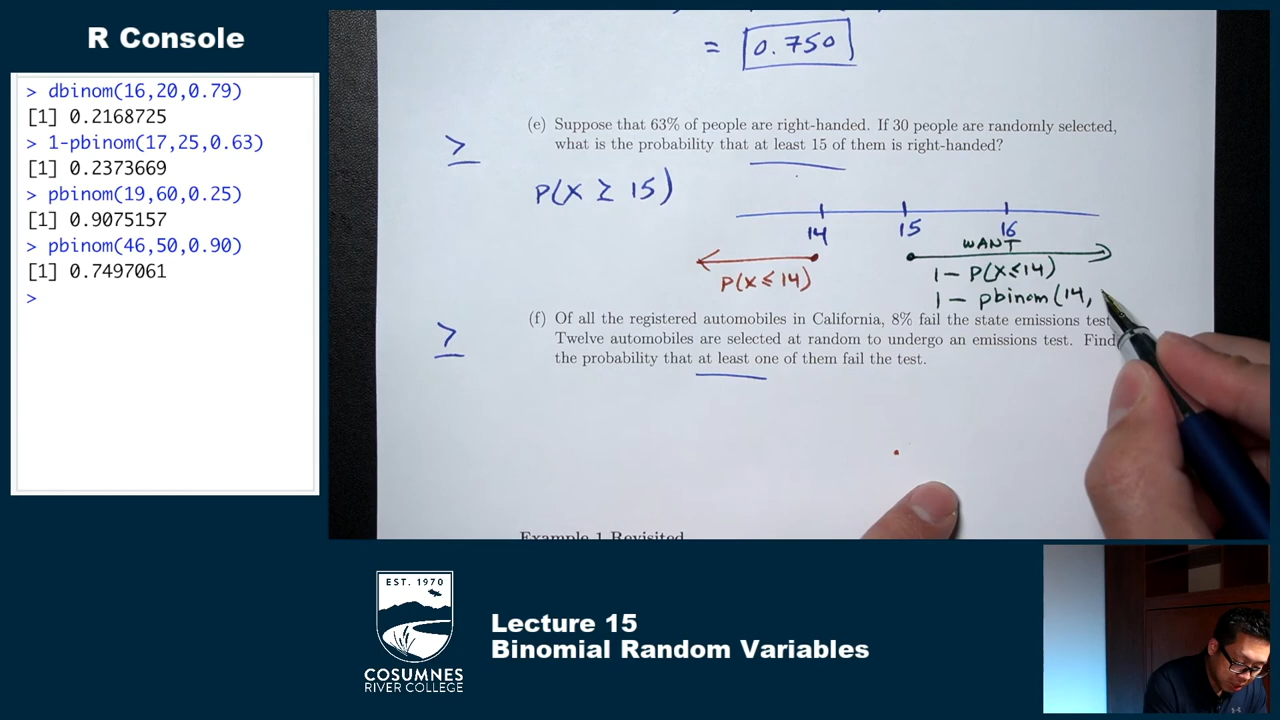 R Console
> dbinom(16,20,0.79)
[1] 0.2168725
> 1-pbinom(17,25,0.63)
[1] 0.2373669
> pbinom(19,60,0.25)
[1] 0.9075157
> pbinom(46,50,0.90)
[1] 0.7497061
>
= 0.750
(e) Suppose that 63% of people are right-handed. If 30 people are randomly selected,
what is the probability that at least 15 of them is right-handed?
≥
P(X ≥ 15)
14 15 16
WANT
P(X ≤ 14)
1 - P(X ≤ 14)
1 - pbinom(14,
(f) Of all the registered automobiles in California, 8% fail the state emissions test
Twelve automobiles are selected at random to undergo an emissions test. Find
the probability that at least one of them fail the test.
≥
Example 1 Revisited
EST. 1970
COSUMNES
RIVER COLLEGE
Lecture 15
Binomial Random Variables